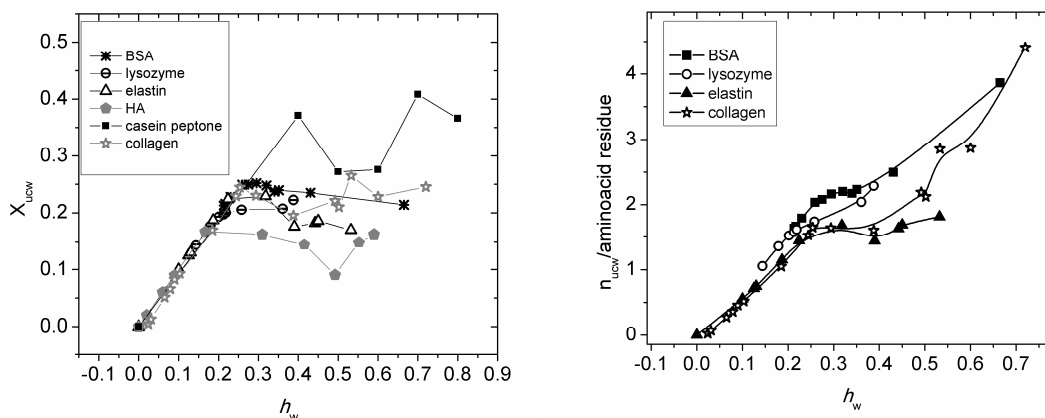 BSA
lysozyme
elastin
HA
casein peptone
collagen
0.5
0.4
0.3
0.2
0.1
0.0
X_ucw
-0.1 0.0 0.1 0.2 0.3 0.4 0.5 0.6 0.7 0.8 0.9
h_w
BSA
lysozyme
elastin
collagen
4
3
2
1
0
n_ucw/aminoacid residue
-0.1 0.0 0.1 0.2 0.3 0.4 0.5 0.6 0.7
h_w